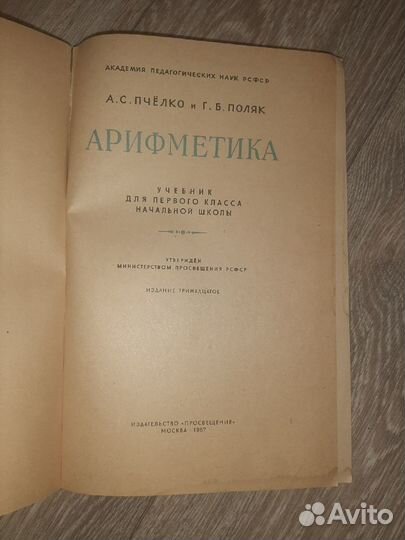 АКАДЕМИЯ ПЕДАГОГИЧЕСКИХ НАУК РСФСР
А. С. ПЧЁЛКО и Г. Б. ПОЛЯК
АРИФМЕТИКА
УЧЕБНИК
ДЛЯ ПЕРВОГО КЛАССА
НАЧАЛЬНОЙ ШКОЛЫ
УТВЕРЖДЁН
МИНИСТЕРСТВОМ ПРОСВЕЩЕНИЯ РСФСР
ИЗДАНИЕ ТРИНАДЦАТОЕ
ИЗДАТЕЛЬСТВО «ПРОСВЕЩЕНИЕ»
МОСКВА · 1967
Avito